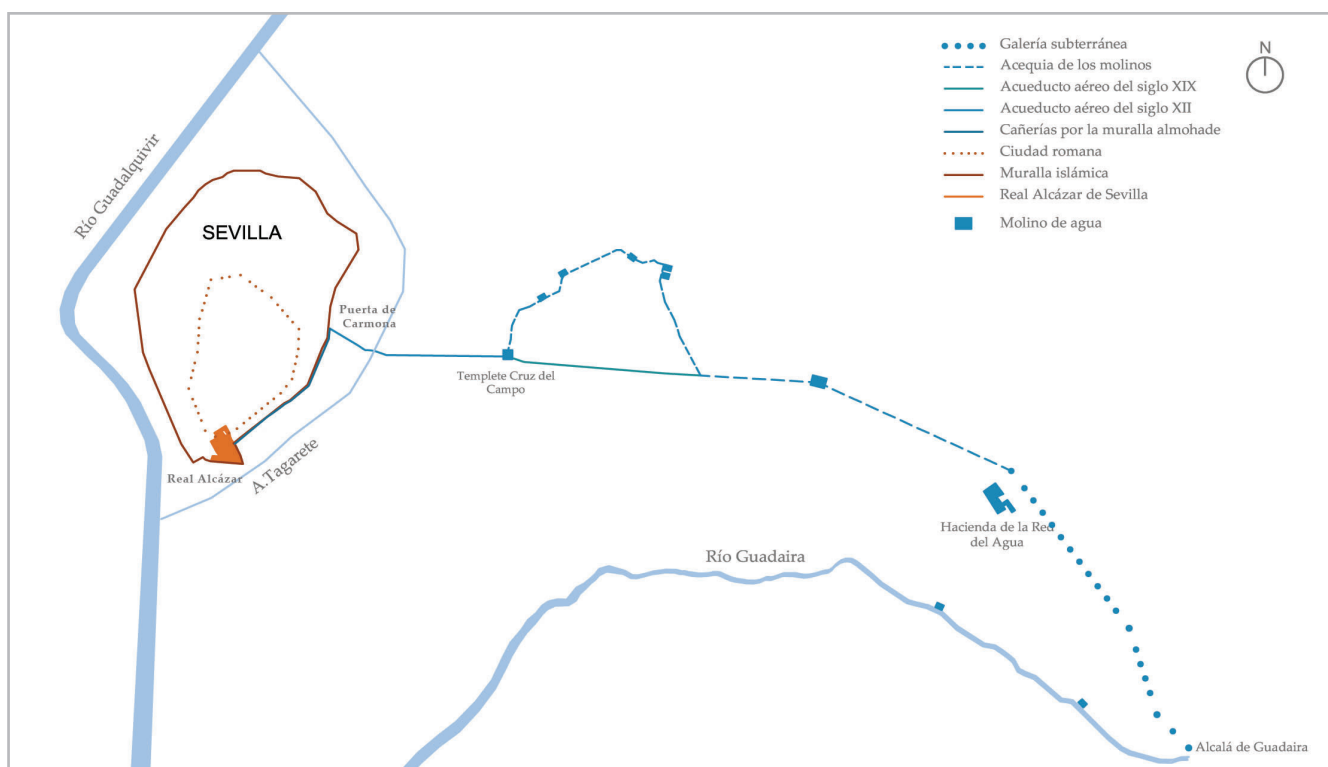 Galería subterránea
Acequia de los molinos
Acueducto aéreo del siglo XIX
Acueducto aéreo del siglo XII
Cañerías por la muralla almohade
Ciudad romana
Muralla islámica
Real Alcázar de Sevilla
Molino de agua
N
Río Guadalquivir
SEVILLA
Puerta de
Carmona
Templete Cruz del
Campo
Real Alcázar
A.Tagarete
Hacienda de la Red
del Agua
Río Guadaira
Alcalá de Guadaira